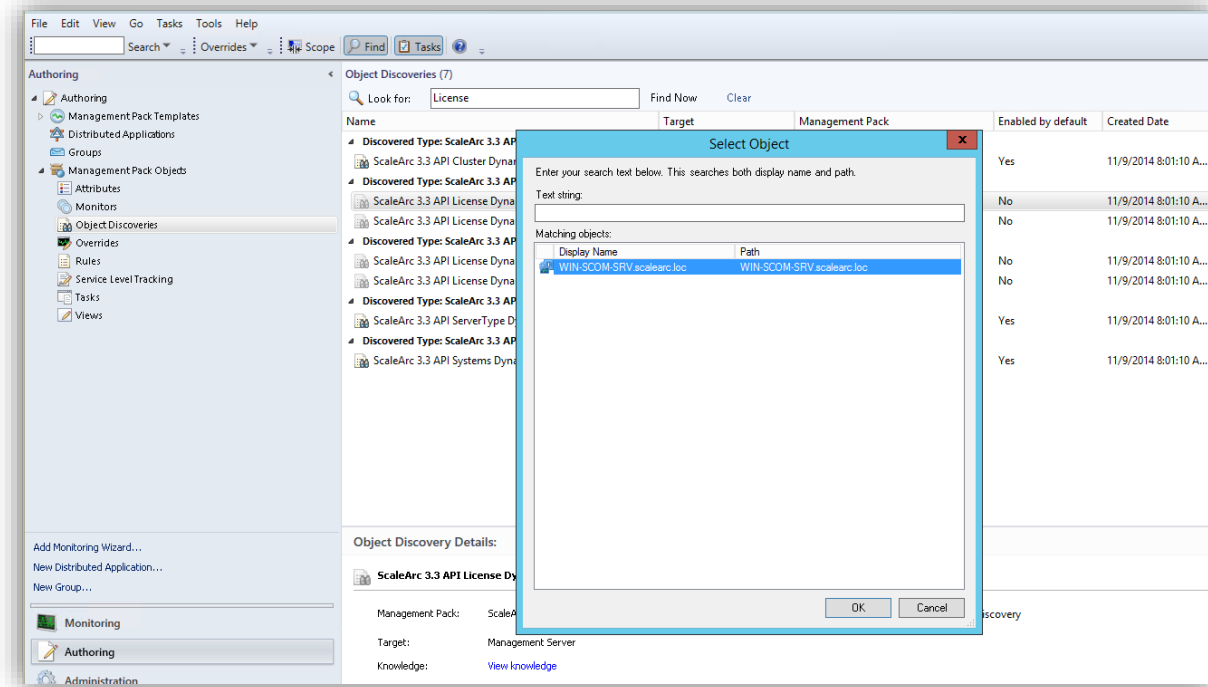 File Edit View Go Tasks Tools Help
Search Overrides Scope Find Tasks
Authoring
Authoring
Management Pack Templates
Distributed Applications
Groups
Management Pack Objects
Attributes
Monitors
Object Discoveries
Overrides
Rules
Service Level Tracking
Tasks
Views
Add Monitoring Wizard...
New Distributed Application...
New Group...
Monitoring
Authoring
Administration
Object Discoveries (7)
Look for: License Find Now Clear
Name Target Management Pack Enabled by default Created Date
Discovered Type: ScaleArc 3.3 AP
ScaleArc 3.3 API Cluster Dynar Yes 11/9/2014 8:01:10 A...
Discovered Type: ScaleArc 3.3 AP
ScaleArc 3.3 API License Dyna No 11/9/2014 8:01:10 A...
ScaleArc 3.3 API License Dyna No 11/9/2014 8:01:10 A...
Discovered Type: ScaleArc 3.3 AP
ScaleArc 3.3 API License Dyna No 11/9/2014 8:01:10 A...
ScaleArc 3.3 API License Dyna No 11/9/2014 8:01:10 A...
Discovered Type: ScaleArc 3.3 AP
ScaleArc 3.3 API ServerType D Yes 11/9/2014 8:01:10 A...
Discovered Type: ScaleArc 3.3 AP
ScaleArc 3.3 API Systems Dyna Yes 11/9/2014 8:01:10 A...
Select Object
x
Enter your search text below. This searches both display name and path.
Text string:
Matching objects:
Display Name Path
WIN-SCOM-SRV.scalearc.loc WIN-SCOM-SRV.scalearc.loc
OK Cancel
Object Discovery Details:
ScaleArc 3.3 API License Dy
Management Pack: ScaleA iscovery
Target: Management Server
Knowledge: View knowledge